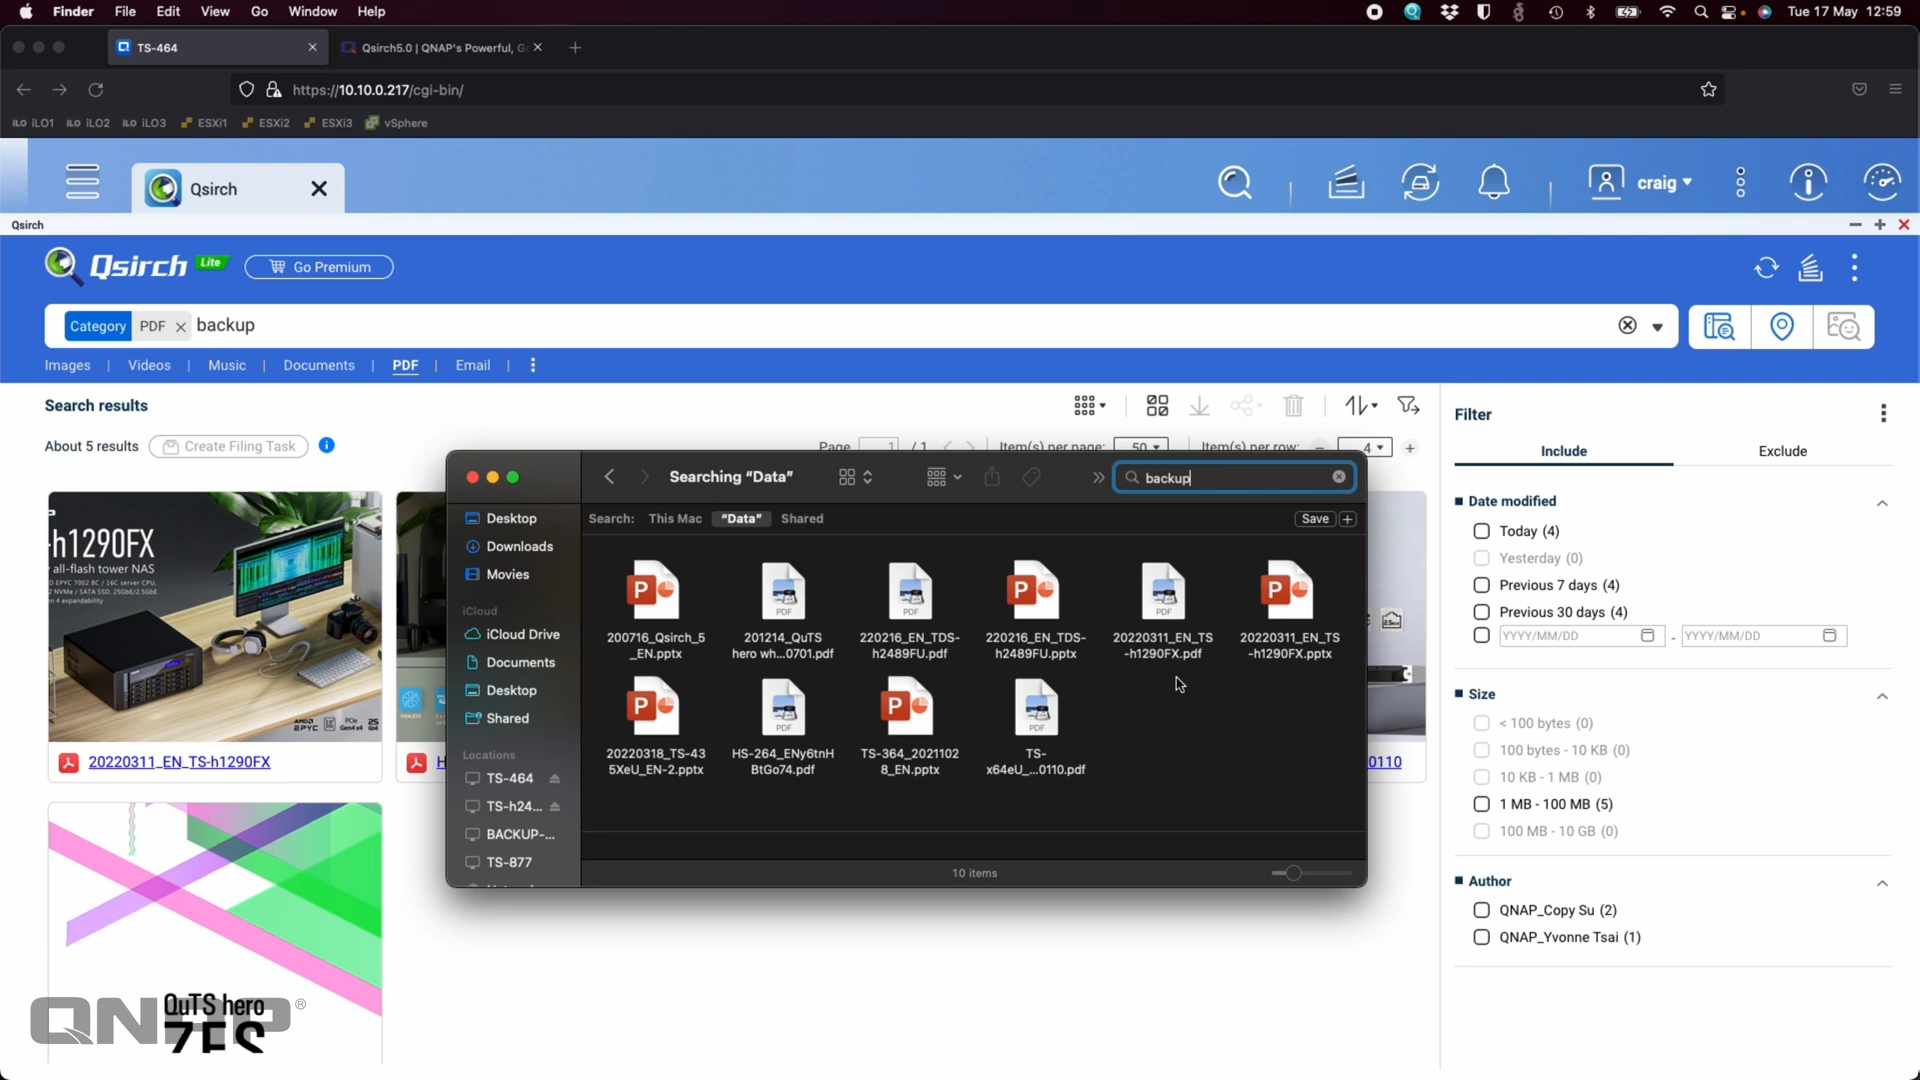 Finder File Edit View Go Window Help
Tue 17 May 12:59
TS-464
Qsirch5.0 | QNAP's Powerful, Go
https://10.10.0.217/cgi-bin/
iLO iLO1 iLO iLO2 iLO iLO3 ESXi1 ESXi2 ESXi3 vSphere
Qsirch
craig
Qsirch
Qsirch Lite Go Premium
Category PDF backup
Images | Videos | Music | Documents | PDF | Email |
Search results
About 5 results Create Filing Task
Page 1 / 1 Item(s) per page: 50 Item(s) per row: 4
Filter
Include Exclude
Date modified
Today (4)
Yesterday (0)
Previous 7 days (4)
Previous 30 days (4)
YYYY/MM/DD - YYYY/MM/DD
Size
< 100 bytes (0)
100 bytes - 10 KB (0)
10 KB - 1 MB (0)
1 MB - 100 MB (5)
100 MB - 10 GB (0)
Author
QNAP_Copy Su (2)
QNAP_Yvonne Tsai (1)
-h1290FX
all-flash tower NAS
AMD EPYC
20220311_EN_TS-h1290FX
H
0110
QuTS hero
ZFS
QNAP®
Searching “Data”
backup
Search: This Mac “Data” Shared Save
Desktop
Downloads
Movies
iCloud
iCloud Drive
Documents
Desktop
Shared
Locations
TS-464
TS-h24...
BACKUP-...
TS-877
200716_Qsirch_5
_EN.pptx
201214_QuTS
hero wh...0701.pdf
220216_EN_TDS-
h2489FU.pdf
220216_EN_TDS-
h2489FU.pptx
20220311_EN_TS
-h1290FX.pdf
20220311_EN_TS
-h1290FX.pptx
20220318_TS-43
5XeU_EN-2.pptx
HS-264_ENy6tnH
BtGo74.pdf
TS-364_2021102
8_EN.pptx
TS-
x64eU_...0110.pdf
10 items